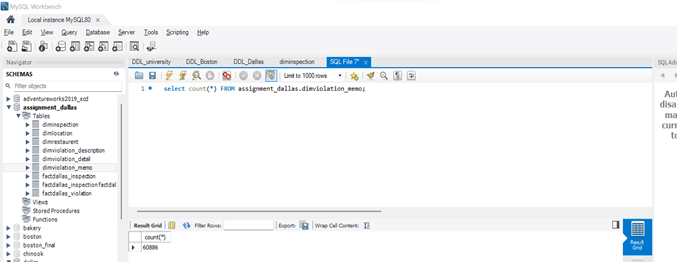 MySQL Workbench
Local instance MySQL80
File Edit View Query Database Server Tools Scripting Help
Navigator
SCHEMAS
Filter objects
adventureworks2019_scd
assignment_dallas
Tables
diminspection
dimlocation
dimrestaurent
dimviolation_description
dimviolation_detail
dimviolation_memo
factdallas_inspection
factdallas_inspection factdal
factdallas_violation
Views
Stored Procedures
Functions
bakery
boston
boston_final
chinook
dallas
DDL_university DDL_Boston DDL_Dallas diminspection SQL File 7*
Limit to 1000 rows
1 select count(*) FROM assignment_dallas.dimviolation_memo;
Result Grid Filter Rows: Export: Wrap Cell Content:
count(*)
60886
Result
Grid
SQLAdd
Aut
disa
ma
curr
to